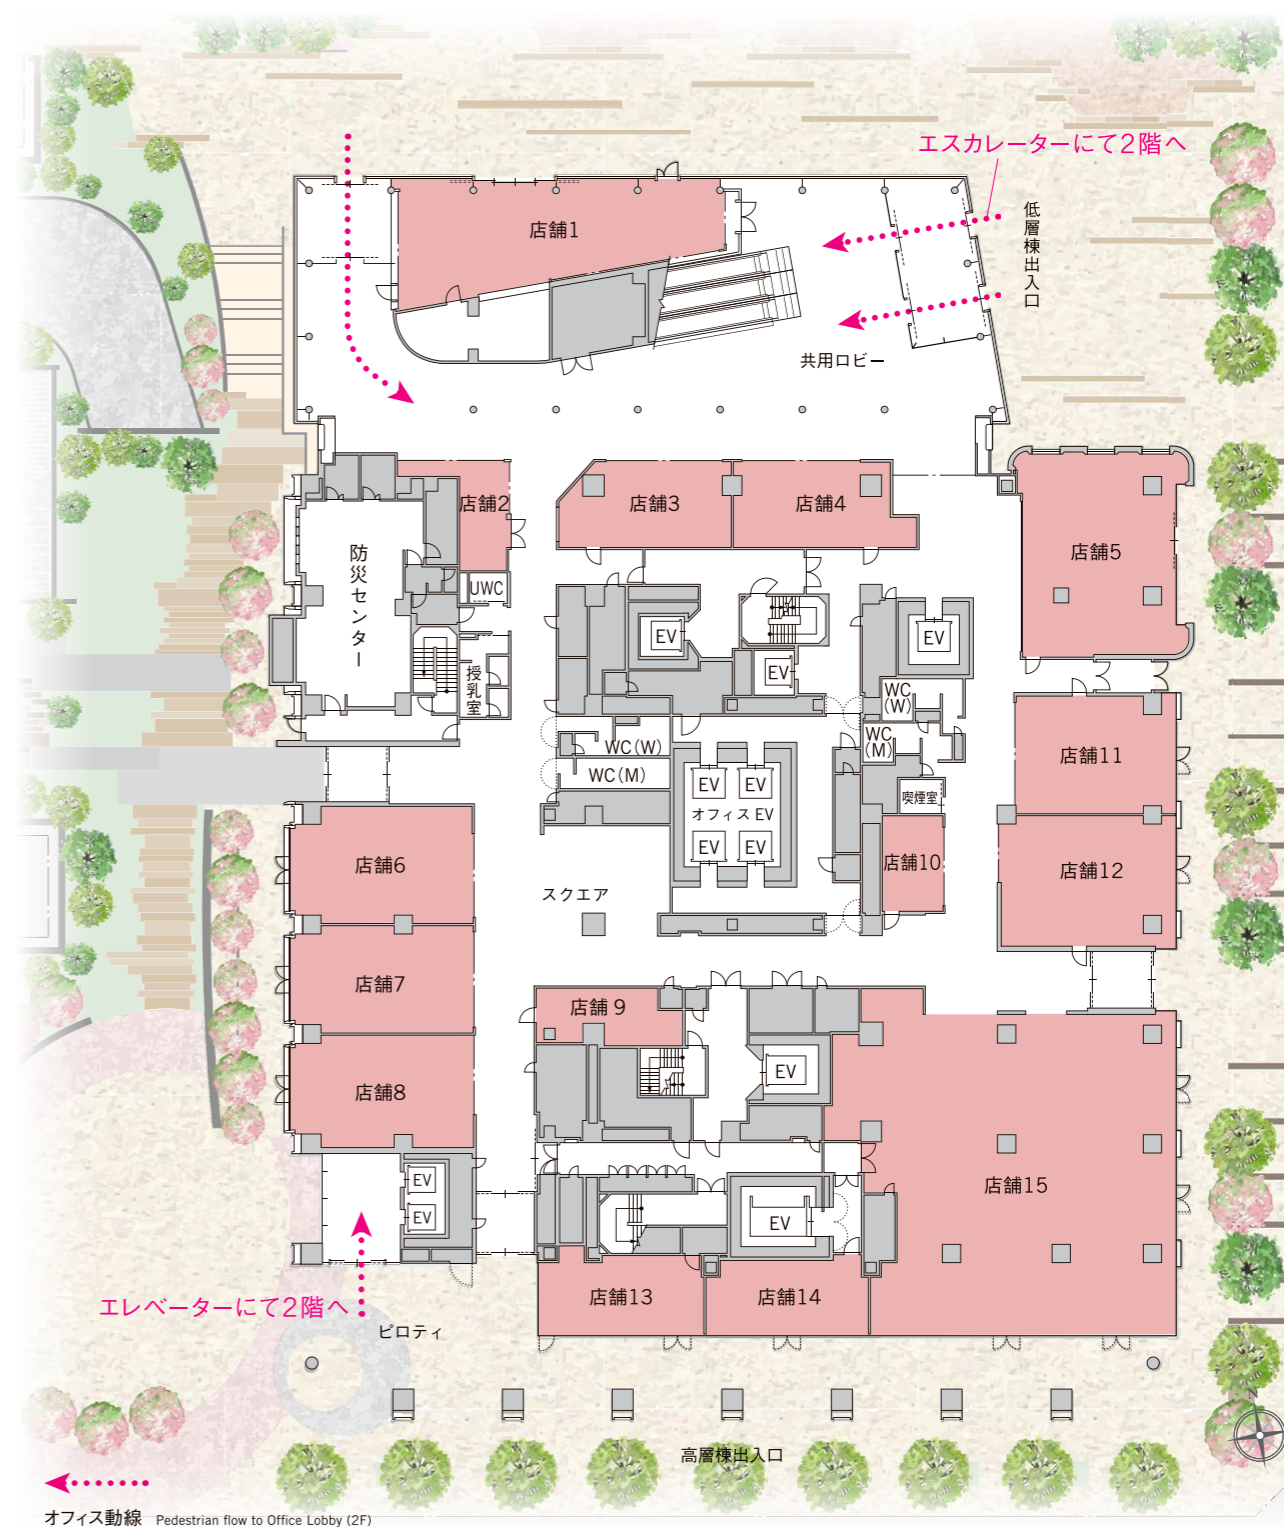 エスカレーターにて2階へ
低層棟出入口
店舗1
共用ロビー
店舗2
店舗3
店舗4
店舗5
防災センター
UWC
EV
EV
EV
授乳室
WC
(W)
WC
(M)
WC(W)
WC(M)
EV
EV
オフィス EV
EV
EV
喫煙室
店舗10
店舗11
店舗12
店舗6
スクエア
店舗7
店舗8
店舗 9
EV
EV
EV
EV
店舗15
店舗13
店舗14
エレベーターにて2階へ
ピロティ
高層棟出入口
オフィス動線 Pedestrian flow to Office Lobby (2F)